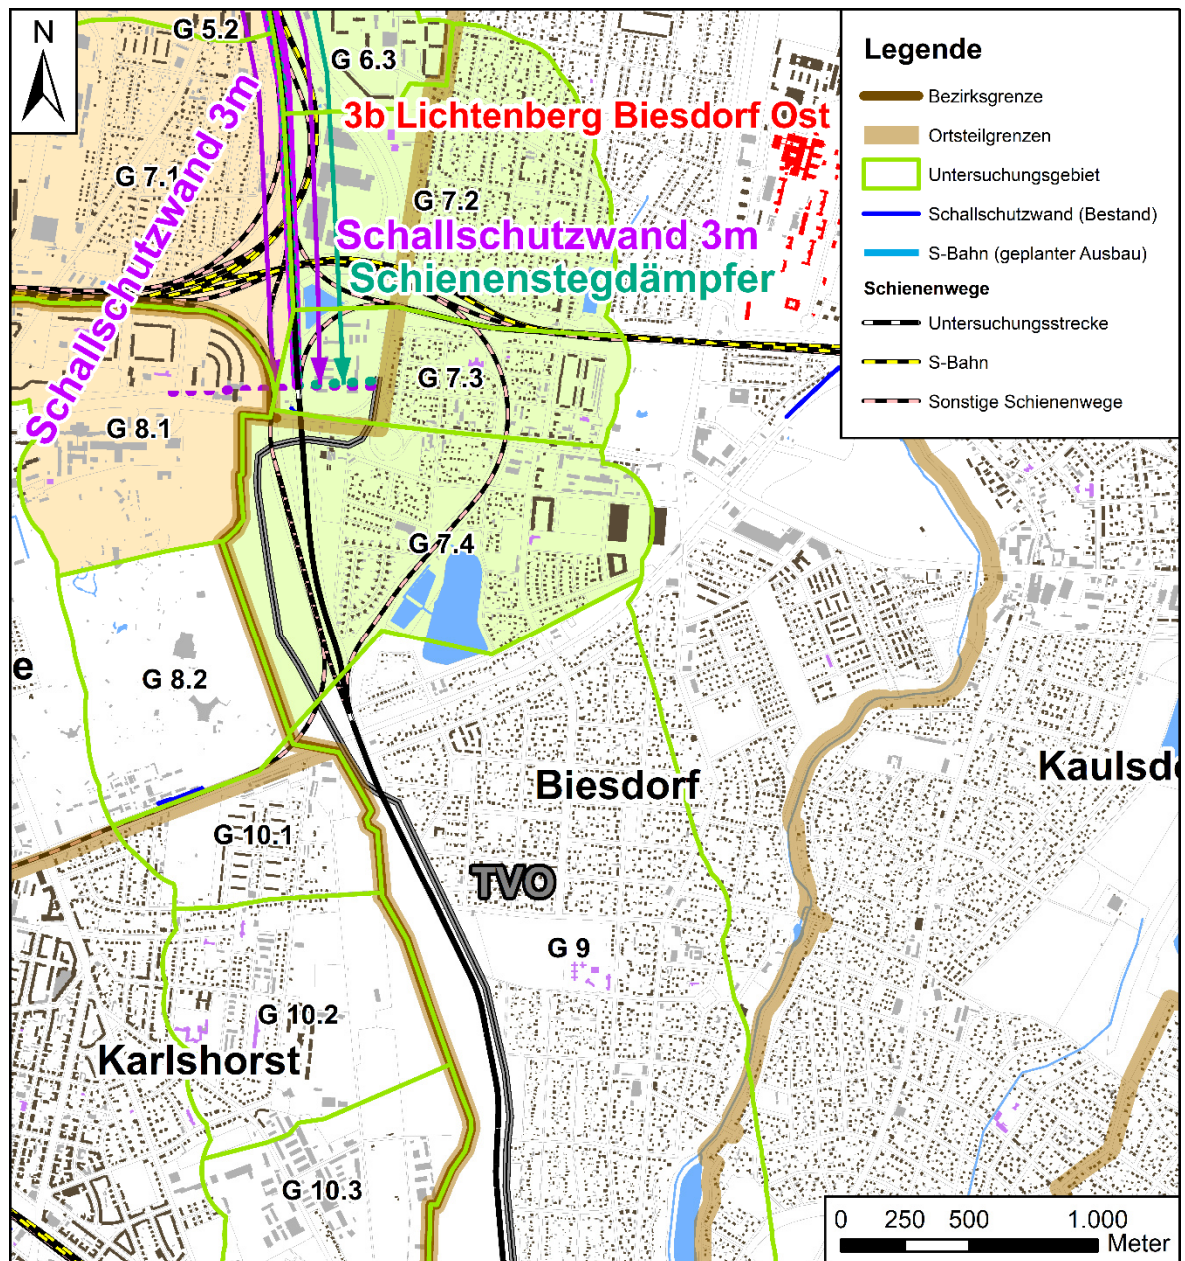 N
G 5.2
G 6.3
3b Lichtenberg Biesdorf Ost
Schallschutzwand 3m
G 7.1
G 7.2
Schallschutzwand 3m
Schienenstegdämpfer
G 7.3
G 8.1
G 7.4
e
G 8.2
Biesdorf
Kaulsd
G 10.1
TVO
G 9
G 10.2
Karlshorst
G 10.3
Legende
Bezirksgrenze
Ortsteilgrenzen
Untersuchungsgebiet
Schallschutzwand (Bestand)
S-Bahn (geplanter Ausbau)
Schienenwege
Untersuchungsstrecke
S-Bahn
Sonstige Schienenwege
0 250 500 1.000
Meter